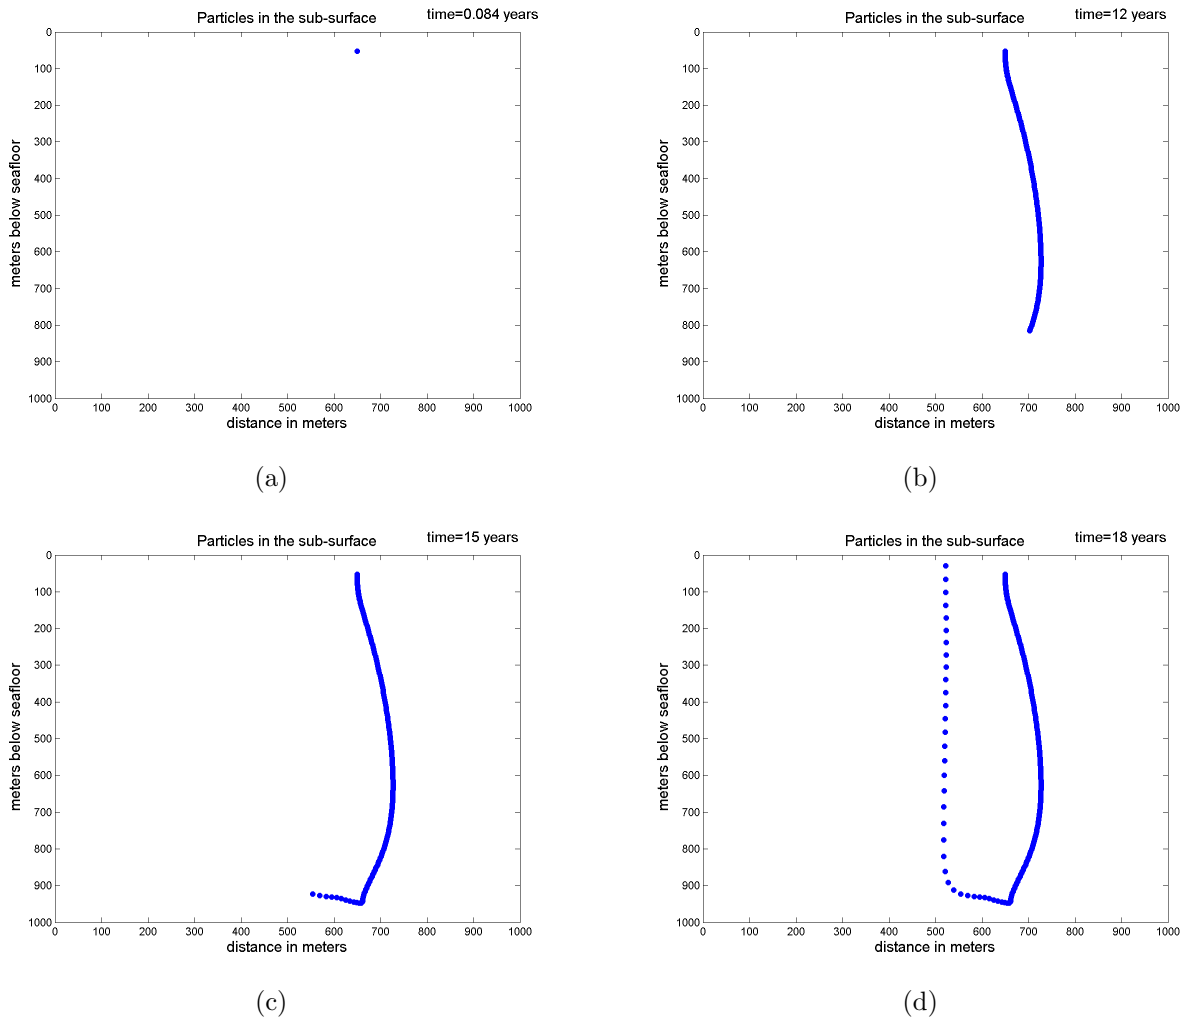 Particles in the sub-surface time=0.084 years
0
100
200
300
400
500
600
700
800
900
1000
meters below seafloor
0 100 200 300 400 500 600 700 800 900 1000
distance in meters
(a)
Particles in the sub-surface time=12 years
0
100
200
300
400
500
600
700
800
900
1000
meters below seafloor
0 100 200 300 400 500 600 700 800 900 1000
distance in meters
(b)
Particles in the sub-surface time=15 years
0
100
200
300
400
500
600
700
800
900
1000
meters below seafloor
0 100 200 300 400 500 600 700 800 900 1000
distance in meters
(c)
Particles in the sub-surface time=18 years
0
100
200
300
400
500
600
700
800
900
1000
meters below seafloor
0 100 200 300 400 500 600 700 800 900 1000
distance in meters
(d)